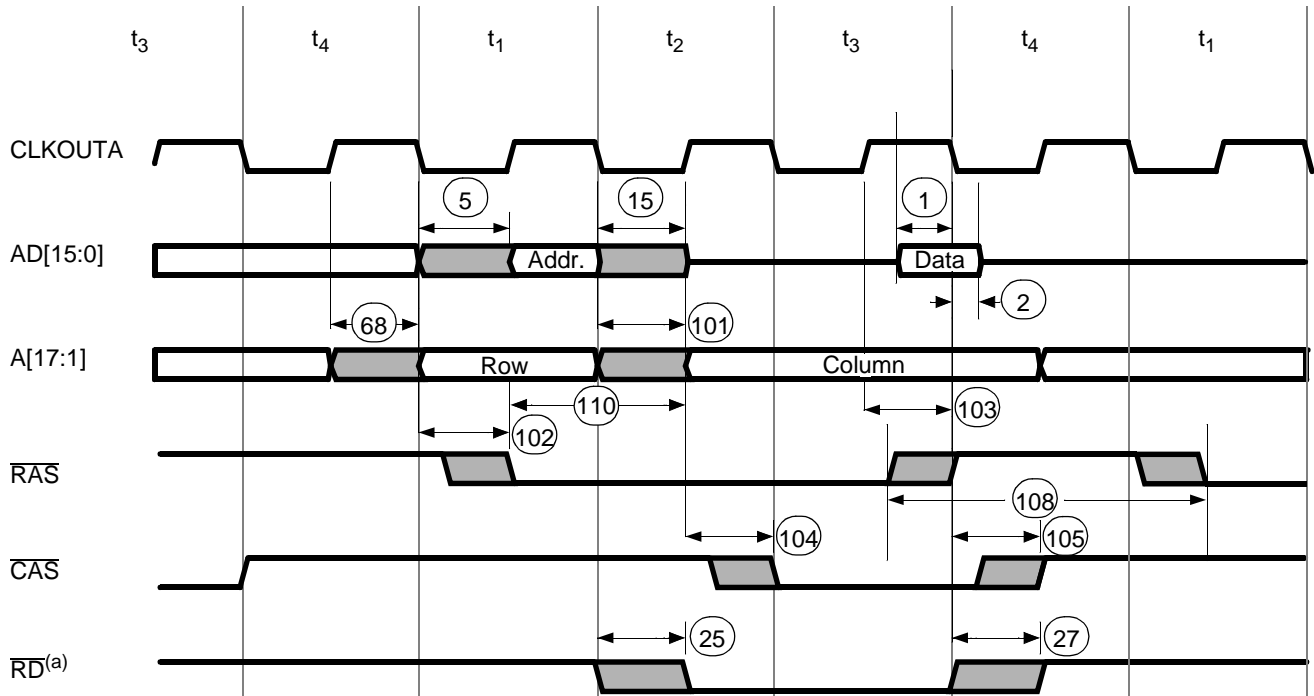 t3 t4 t1 t2 t3 t4 t1
CLKOUTA
5 15 1
AD[15:0] Addr. Data
2
68 101
A[17:1] Row Column
110 103
102
RAS
108
104 105
CAS
25 27
RD(a)